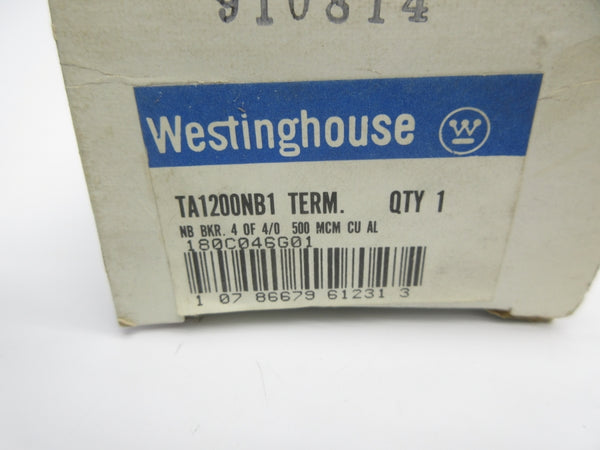 910814
Westinghouse W
TA1200NB1 TERM. QTY 1
NB BKR. 4 OF 4/0 500 MCM CU AL
180C046G01
1 07 86679 61231 3